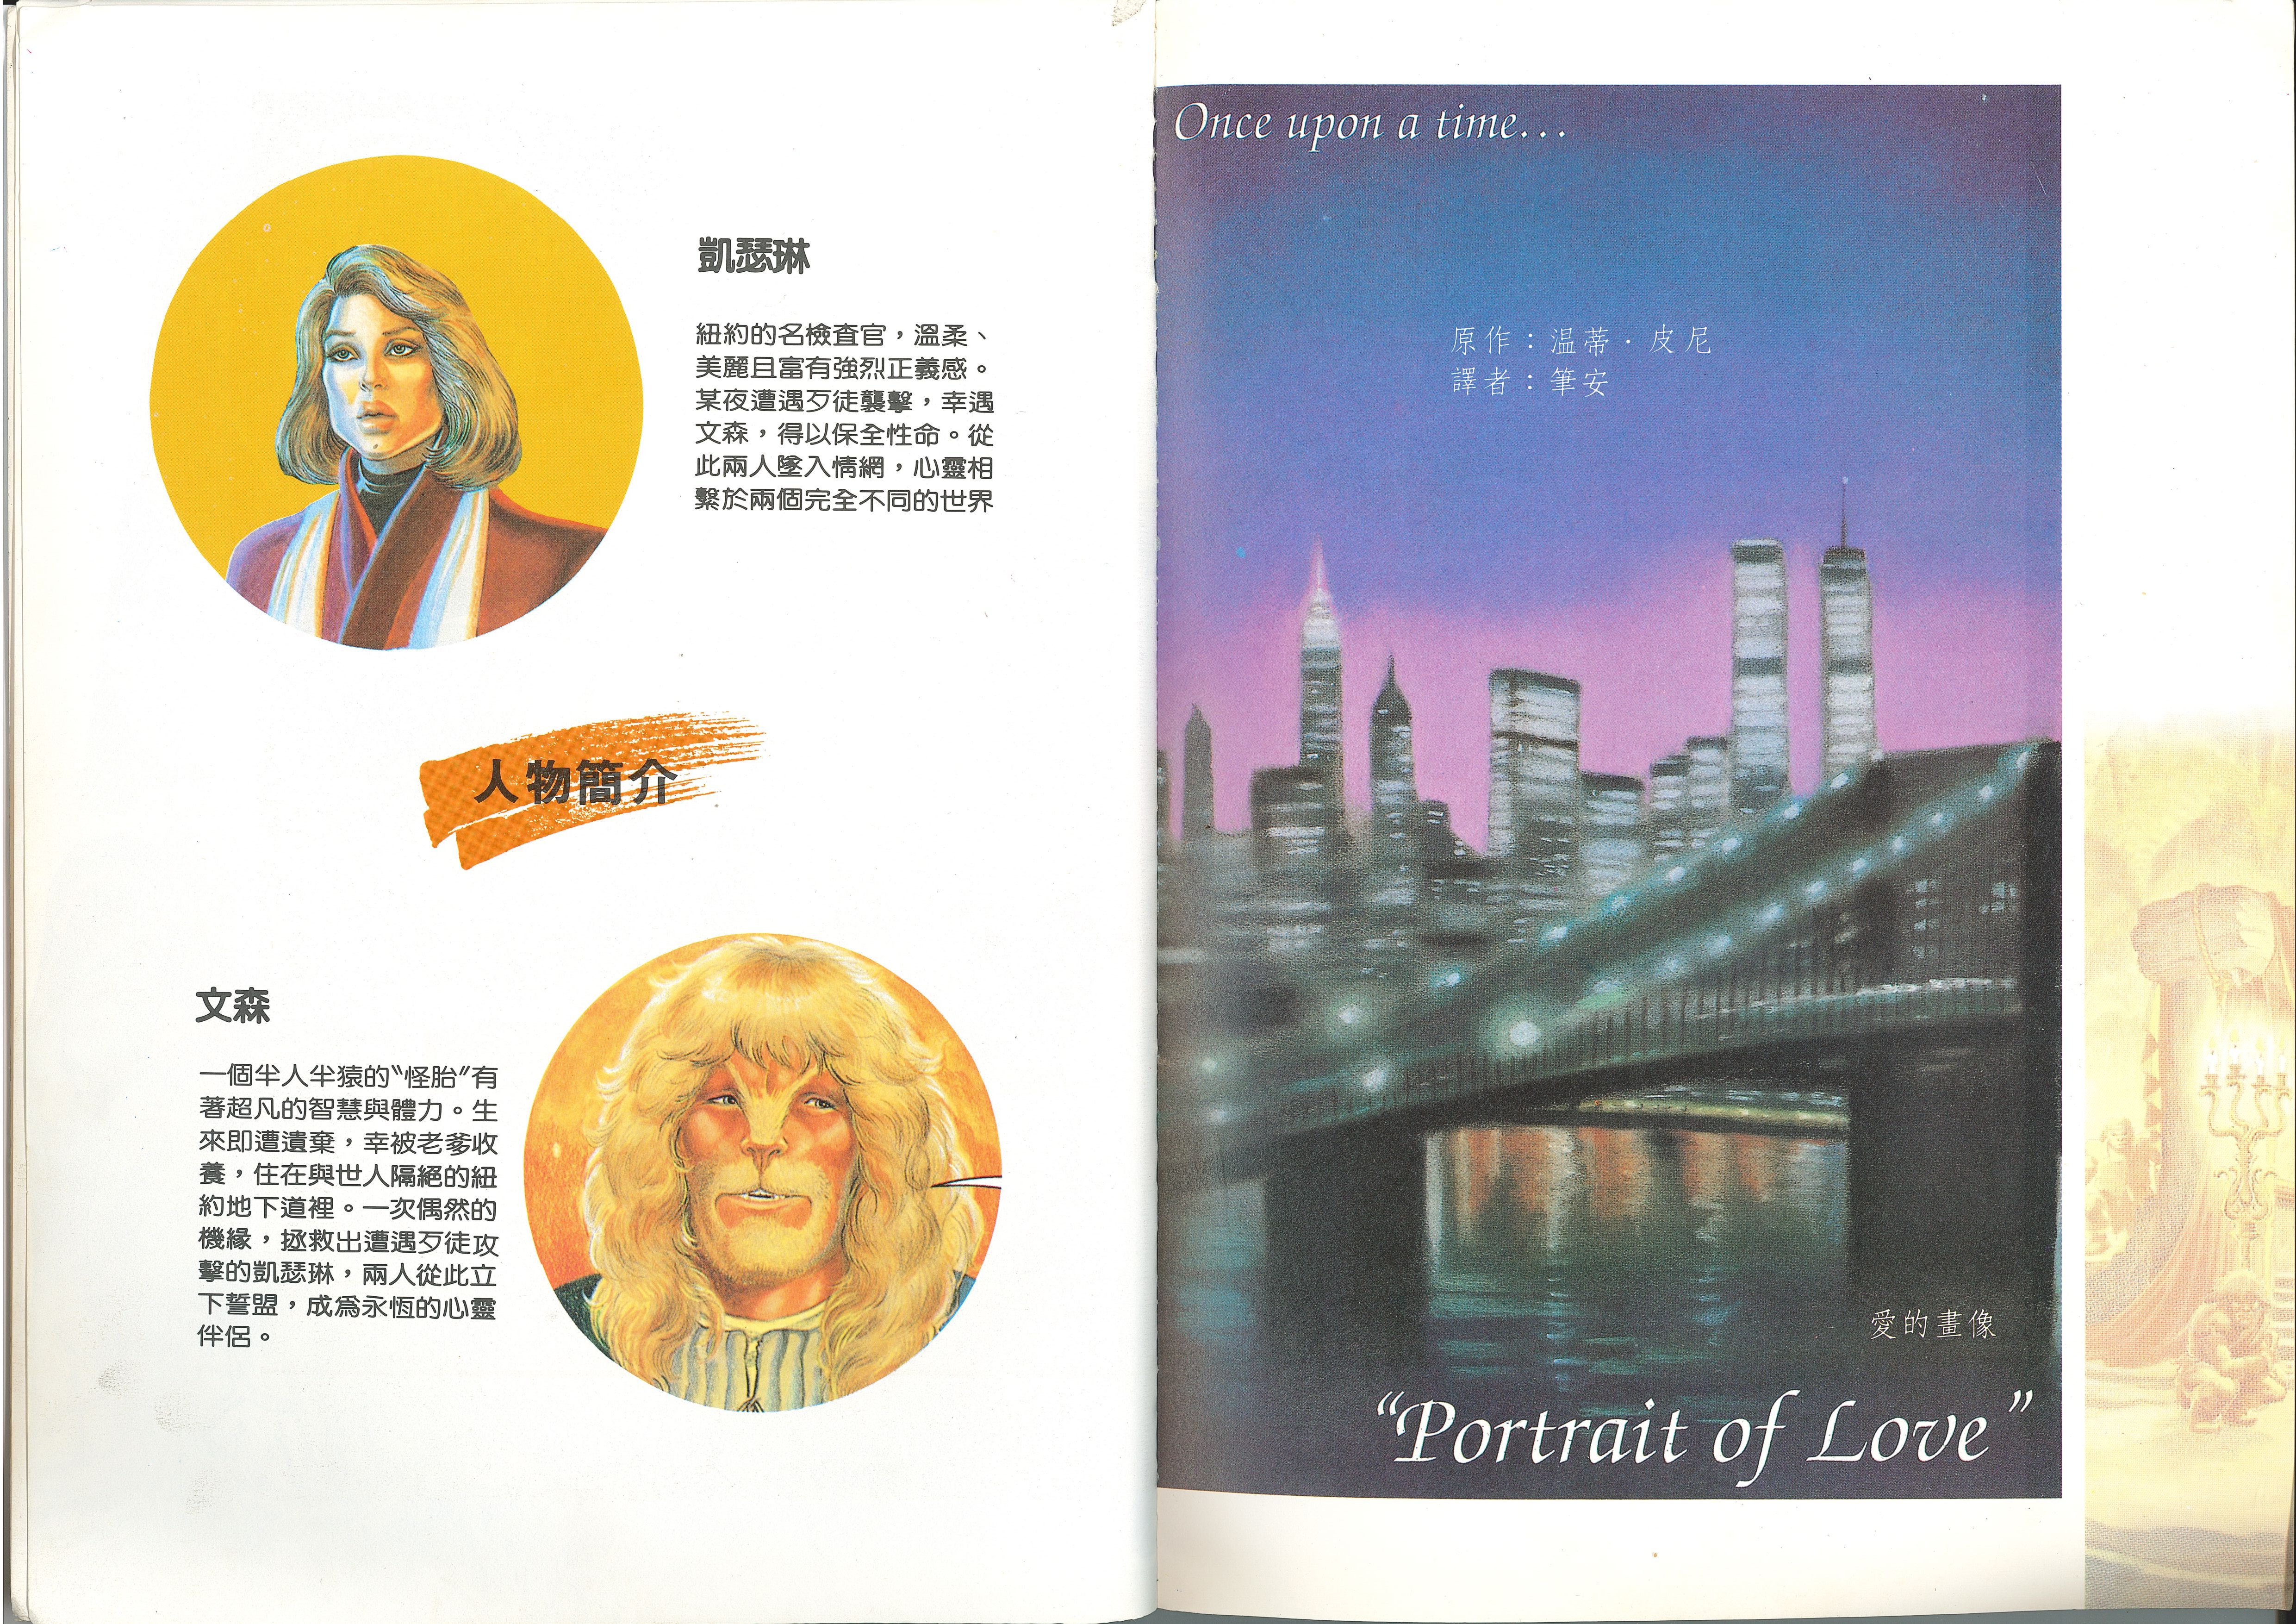 凱瑟琳
紐約的名檢查官，溫柔、
美麗且富有強烈正義感。
某夜遭遇歹徒襲擊，幸遇
文森，得以保全性命。從
此兩人墜入情網，心靈相
繫於兩個完全不同的世界
人物簡介
文森
一個半人半猿的〝怪胎〞有
著超凡的智慧與體力。生
來即遭遺棄，幸被老爹收
養，住在與世人隔絕的紐
約地下道裡。一次偶然的
機緣，拯救出遭遇歹徒攻
擊的凱瑟琳，兩人從此立
下誓盟，成爲永恆的心靈
伴侶。
Once upon a time...
原作：温蒂・皮尼
譯者：筆安
愛的畫像
“Portrait of Love”